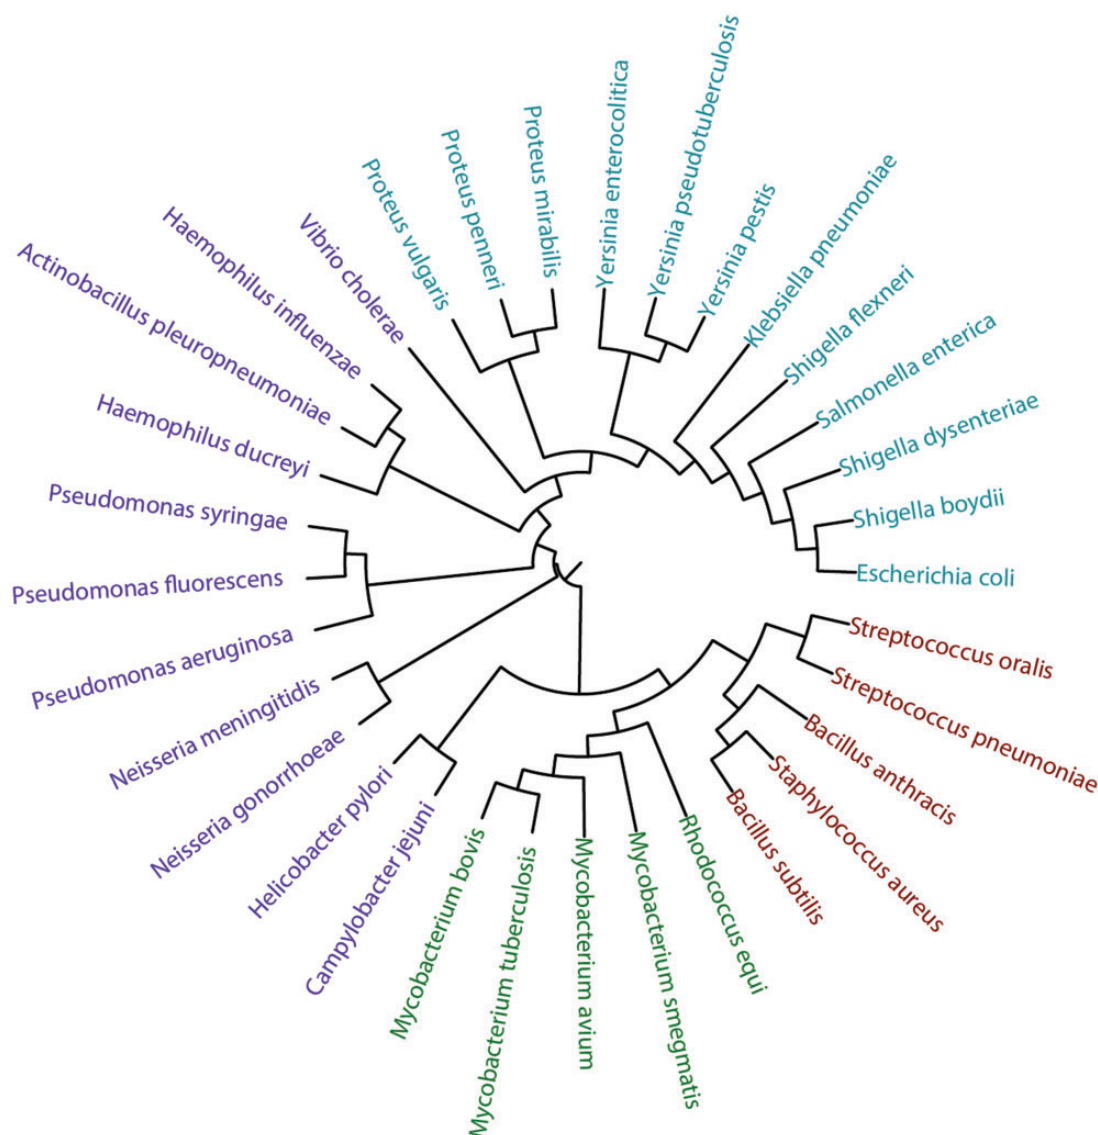 Yersinia enterocolitica
Yersinia pseudotuberculosis
Yersinia pestis
Klebsiella pneumoniae
Shigella flexneri
Salmonella enterica
Shigella dysenteriae
Shigella boydii
Escherichia coli
Streptococcus oralis
Streptococcus pneumoniae
Bacillus anthracis
Staphylococcus aureus
Bacillus subtilis
Rhodococcus equi
Mycobacterium smegmatis
Mycobacterium avium
Mycobacterium tuberculosis
Mycobacterium bovis
Campylobacter jejuni
Helicobacter pylori
Neisseria gonorrhoeae
Neisseria meningitidis
Pseudomonas aeruginosa
Pseudomonas fluorescens
Pseudomonas syringae
Haemophilus ducreyi
Actinobacillus pleuropneumoniae
Haemophilus influenzae
Vibrio cholerae
Proteus vulgaris
Proteus penneri
Proteus mirabilis